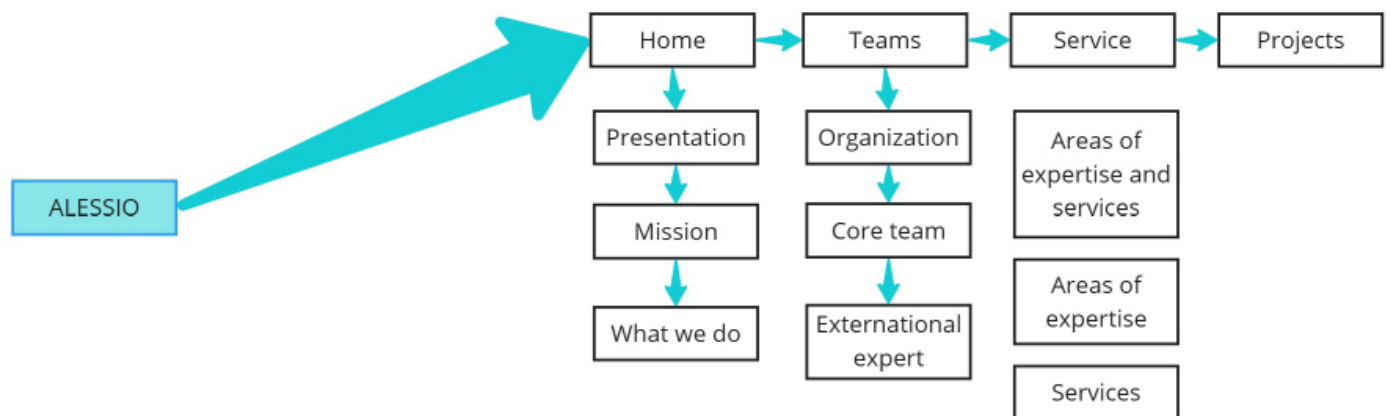 Home
Teams
Service
Projects
Presentation
Organization
Areas of
expertise and
services
ALESSIO
Mission
Core team
Areas of
expertise
What we do
Externational
expert
Services